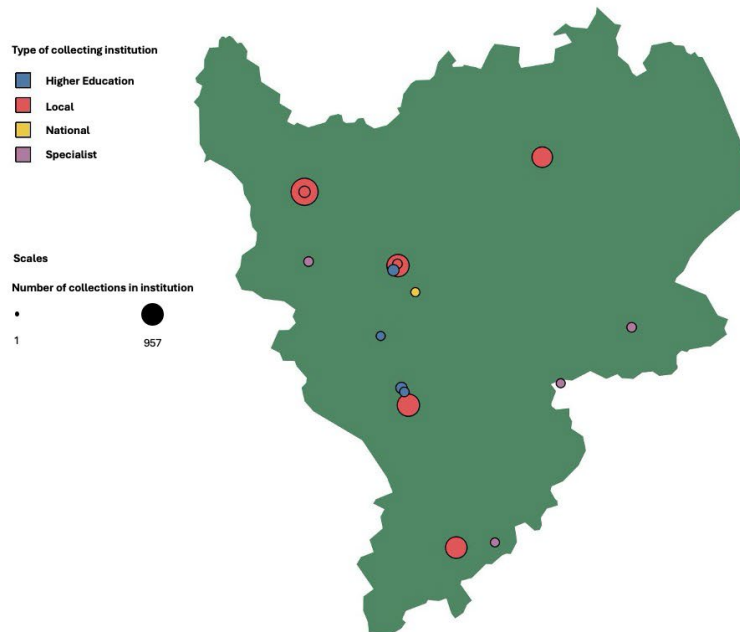 Type of collecting institution
Higher Education
Local
National
Specialist
Scales
Number of collections in institution
1
957